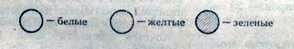 — белые — желтые — зеленые